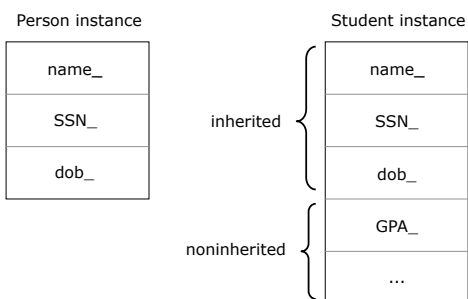 Person instance
name_
SSN_
dob_
Student instance
name_
SSN_
dob_
GPA_
...
inherited
noninherited